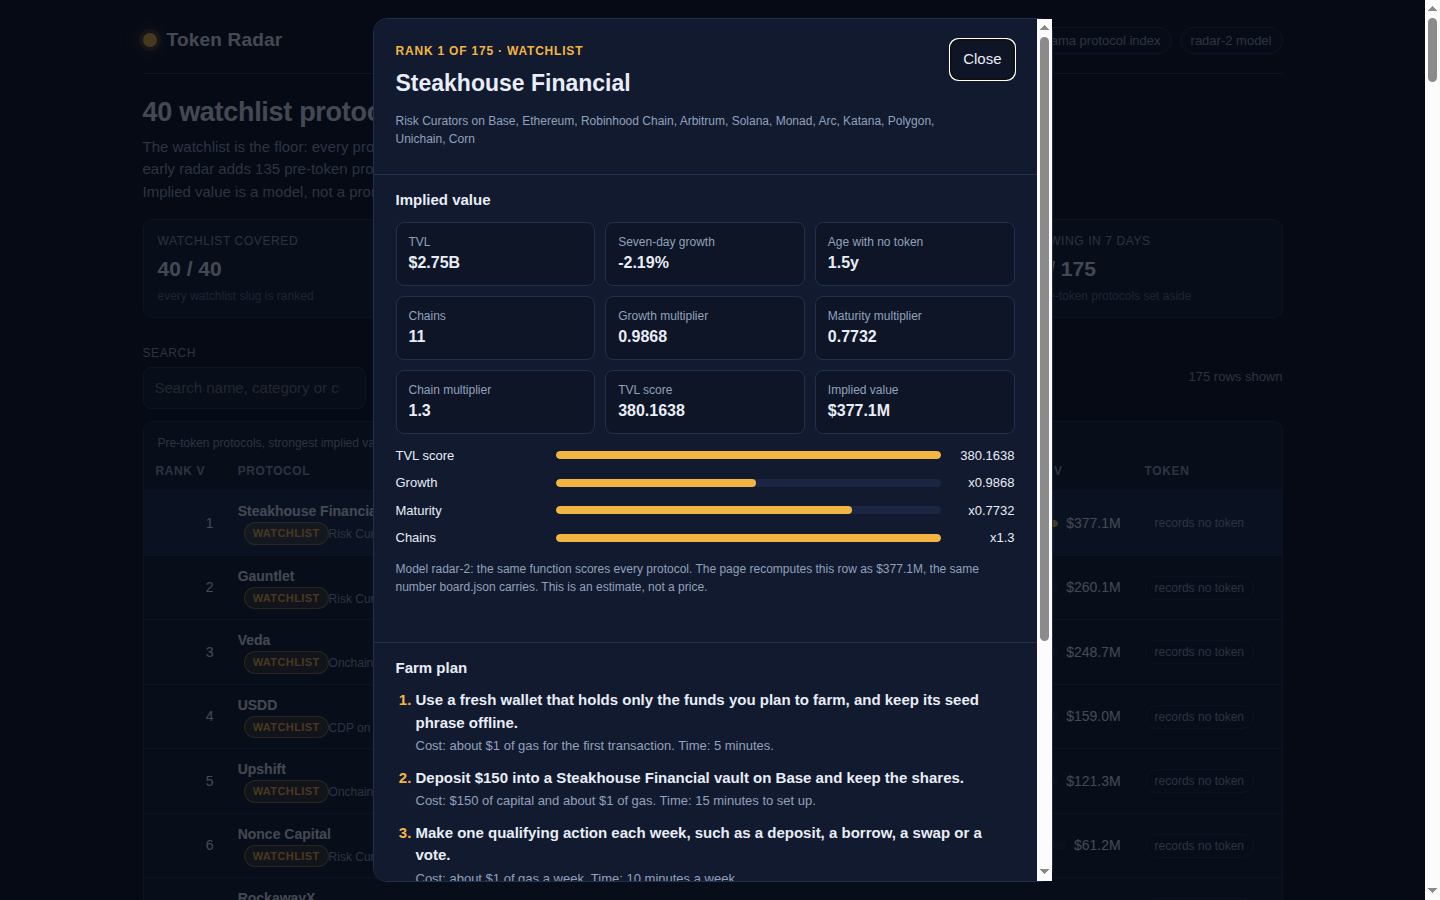 Token Radar
ama protocol index
radar-2 model
40 watchlist protoc
The watchlist is the floor: every pro
early radar adds 135 pre-token pro
Implied value is a model, not a pron
WATCHLIST COVERED
40 / 40
every watchlist slug is ranked
WING IN 7 DAYS
/ 175
-token protocols set aside
SEARCH
Search name, category or c
175 rows shown
Pre-token protocols, strongest implied va
RANK V
PROTOCOL
V
TOKEN
1
Steakhouse Financia
WATCHLIST
Risk Cur
$377.1M
records no token
2
Gauntlet
WATCHLIST
Risk Cur
$260.1M
records no token
3
Veda
WATCHLIST
Onchain
$248.7M
records no token
4
USDD
WATCHLIST
CDP on
$159.0M
records no token
5
Upshift
WATCHLIST
Onchain
$121.3M
records no token
6
Nonce Capital
WATCHLIST
Risk Cur
$61.2M
records no token
RockawayX
RANK 1 OF 175 · WATCHLIST
Close
Steakhouse Financial
Risk Curators on Base, Ethereum, Robinhood Chain, Arbitrum, Solana, Monad, Arc, Katana, Polygon,
Unichain, Corn
Implied value
TVL
$2.75B
Seven-day growth
-2.19%
Age with no token
1.5y
Chains
11
Growth multiplier
0.9868
Maturity multiplier
0.7732
Chain multiplier
1.3
TVL score
380.1638
Implied value
$377.1M
TVL score
380.1638
Growth
x0.9868
Maturity
x0.7732
Chains
x1.3
Model radar-2: the same function scores every protocol. The page recomputes this row as $377.1M, the same
number board.json carries. This is an estimate, not a price.
Farm plan
1. Use a fresh wallet that holds only the funds you plan to farm, and keep its seed
phrase offline.
Cost: about $1 of gas for the first transaction. Time: 5 minutes.
2. Deposit $150 into a Steakhouse Financial vault on Base and keep the shares.
Cost: $150 of capital and about $1 of gas. Time: 15 minutes to set up.
3. Make one qualifying action each week, such as a deposit, a borrow, a swap or a
vote.
Cost: about $1 of gas a week. Time: 10 minutes a week.